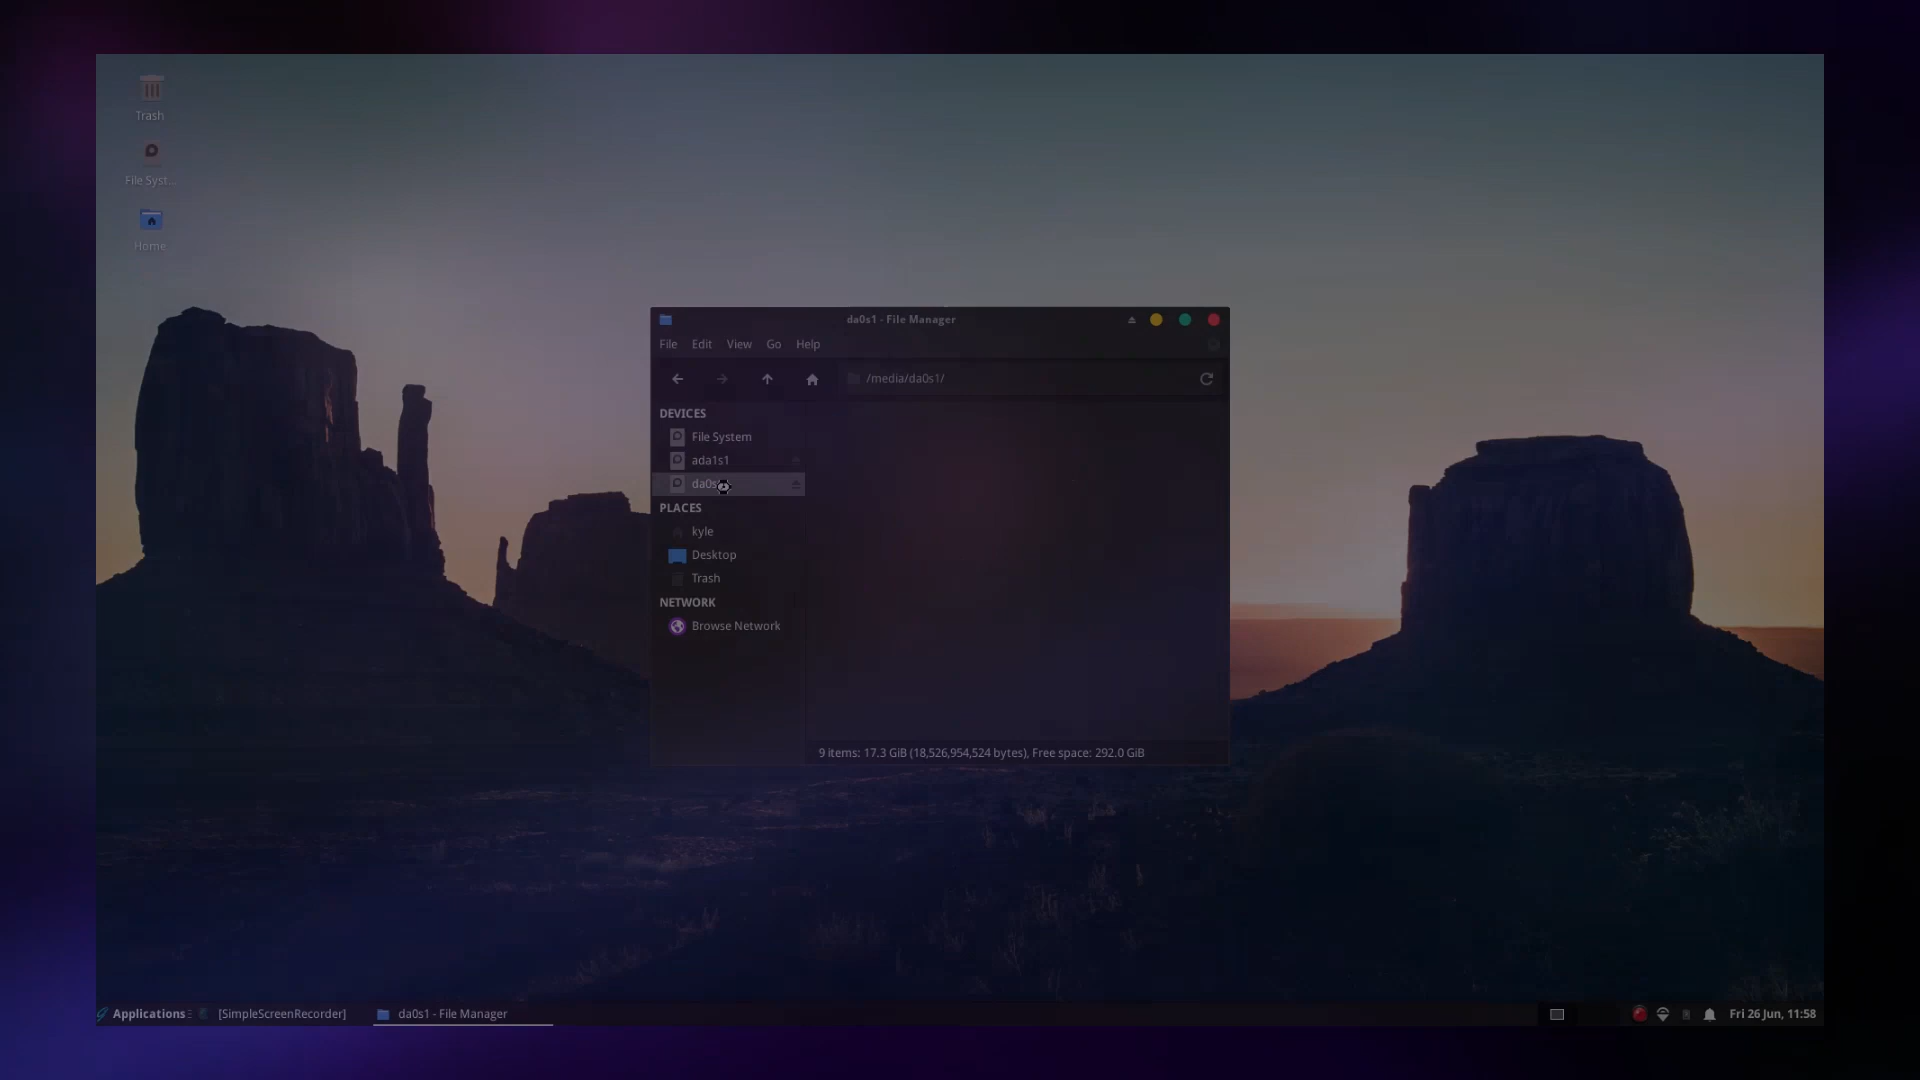 Trash
File Syst...
Home
da0s1 - File Manager
File Edit View Go Help
/media/da0s1/
DEVICES
File System
ada1s1
da0s
PLACES
kyle
Desktop
Trash
NETWORK
Browse Network
9 items: 17.3 GiB (18,526,954,524 bytes), Free space: 292.0 GiB
Applications [SimpleScreenRecorder] da0s1 - File Manager Fri 26 Jun, 11:58